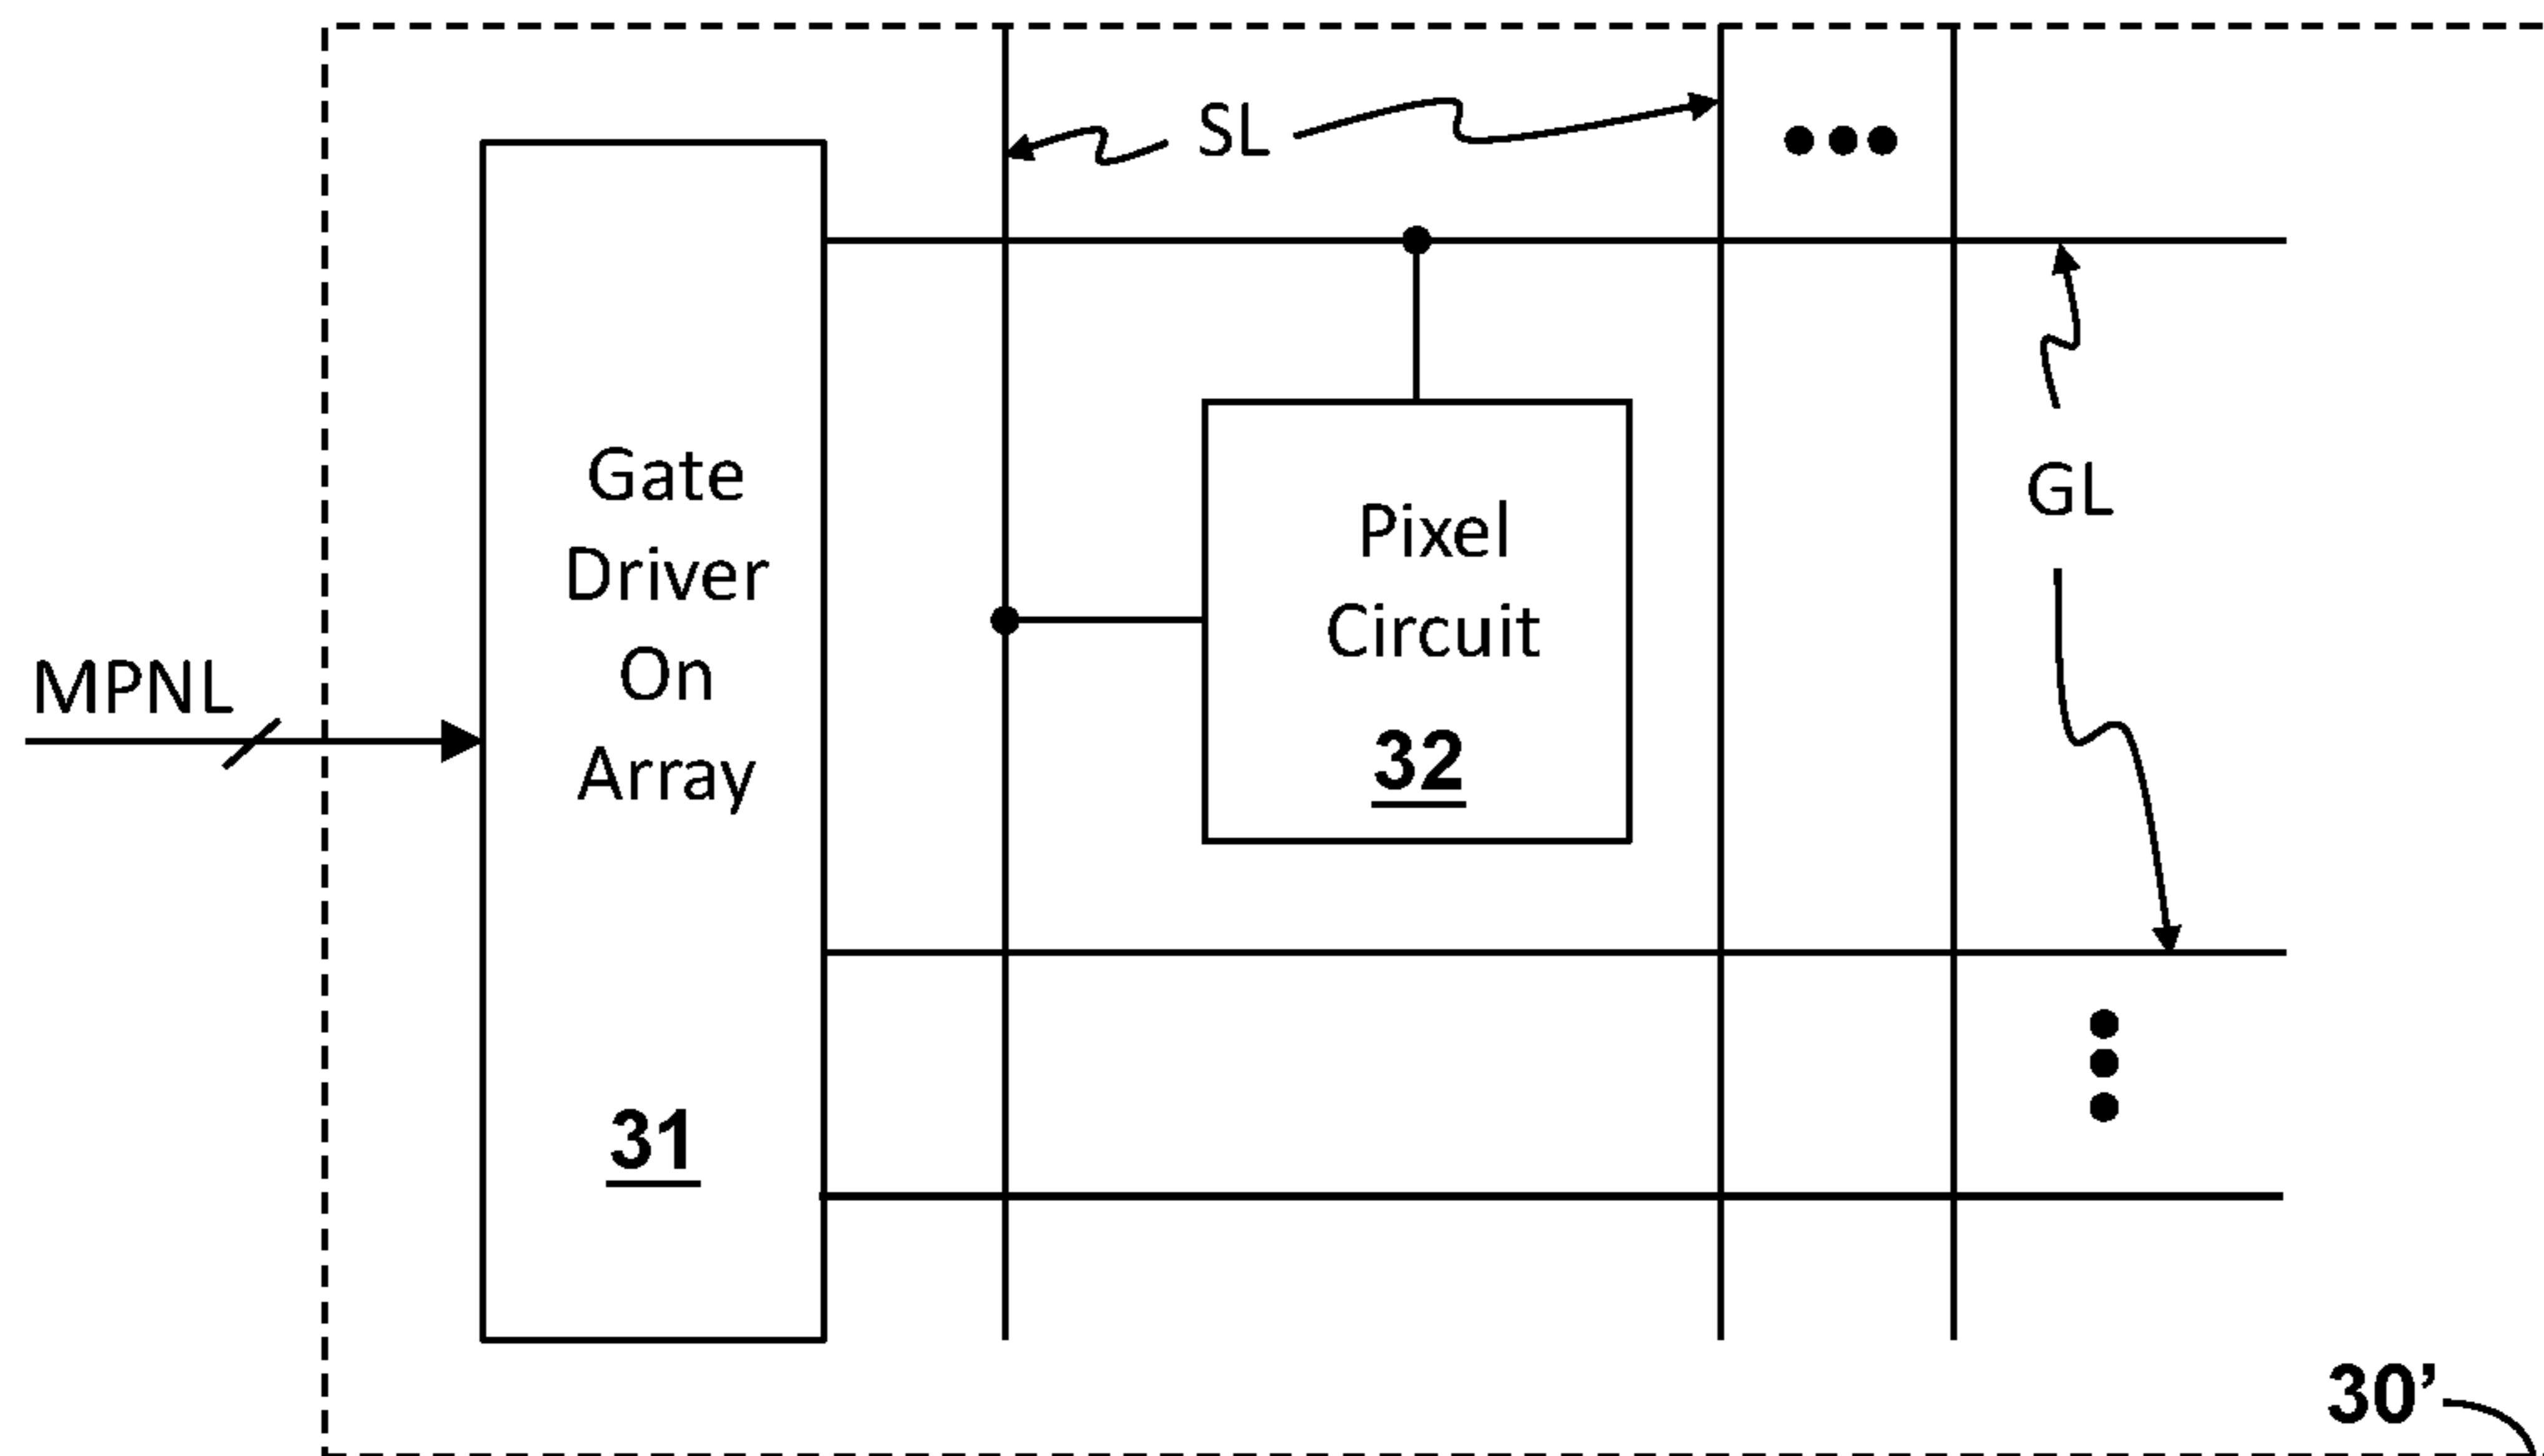 SL
Gate
Driver
On
Array
31
MPNL
Pixel
Circuit
32
GL
30’